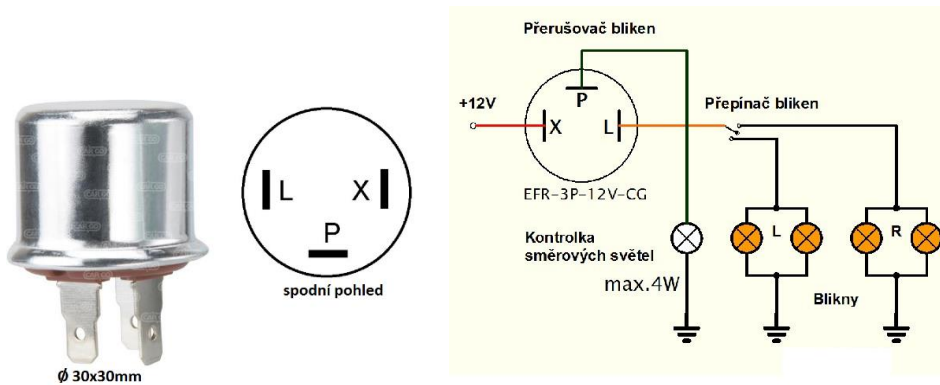 L X
P
spodní pohled
Ø 30x30mm
Přerušovač bliken
+12V
P
Přepínač bliken
X L
EFR-3P-12V-CG
Kontrolka
směrových světel
max.4W
L R
Blikny